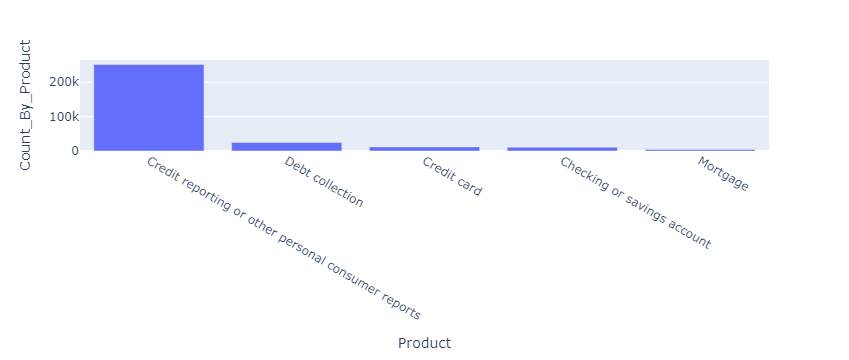 Count_By_Product
200k
100k
0
Credit reporting or other personal consumer reports
Debt collection
Credit card
Checking or savings account
Mortgage
Product